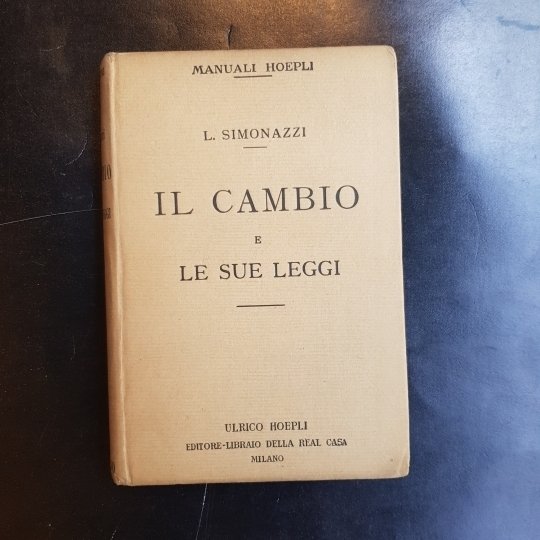 MANUALI HOEPLI
L. SIMONAZZI
IL CAMBIO
E
LE SUE LEGGI
ULRICO HOEPLI
EDITORE-LIBRAIO DELLA REAL CASA
MILANO